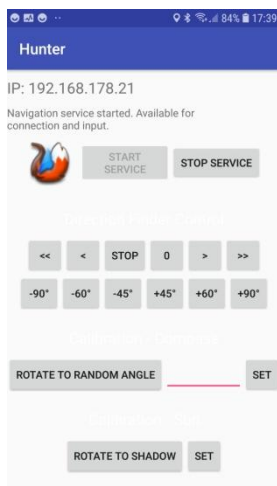 84% 17:39
Hunter
IP: 192.168.178.21
Navigation service started. Available for
connection and input.
START
SERVICE
STOP SERVICE
<< < STOP 0 > >>
-90° -60° -45° +45° +60° +90°
ROTATE TO RANDOM ANGLE SET
ROTATE TO SHADOW SET